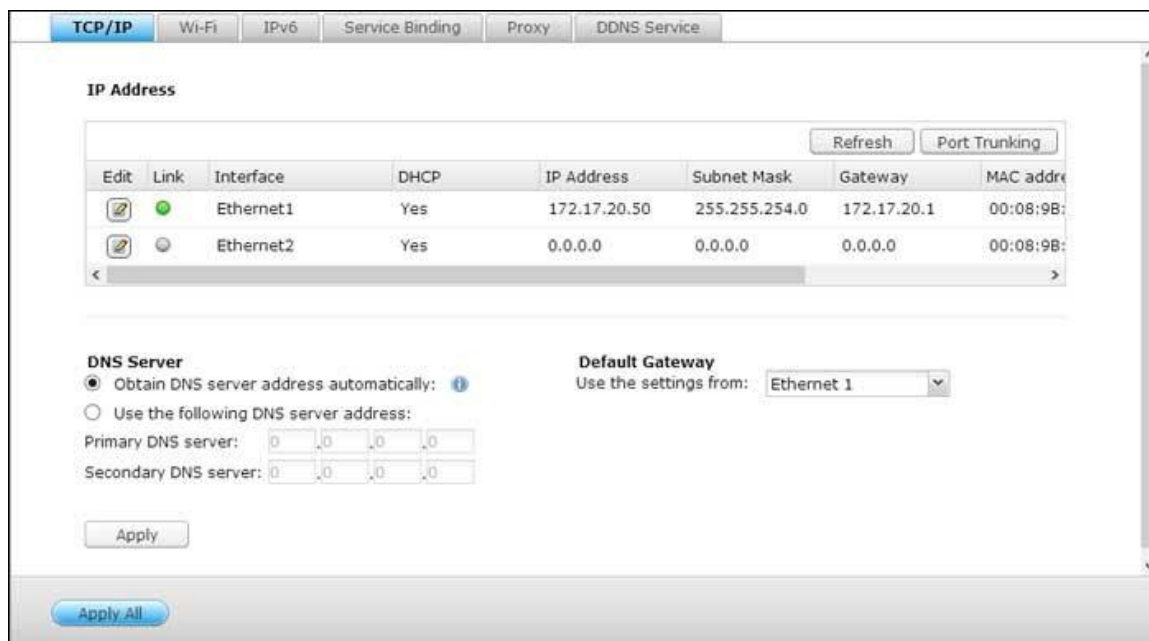 TCP/IP Wi-Fi IPv6 Service Binding Proxy DDNS Service
IP Address
Refresh Port Trunking
Edit Link Interface DHCP IP Address Subnet Mask Gateway MAC addre
Ethernet1 Yes 172.17.20.50 255.255.254.0 172.17.20.1 00:08:9B:
Ethernet2 Yes 0.0.0.0 0.0.0.0 0.0.0.0 00:08:9B:
DNS Server
Obtain DNS server address automatically:
Use the following DNS server address:
Primary DNS server: 0 .0 .0 .0
Secondary DNS server: 0 .0 .0 .0
Default Gateway
Use the settings from: Ethernet 1
Apply
Apply All